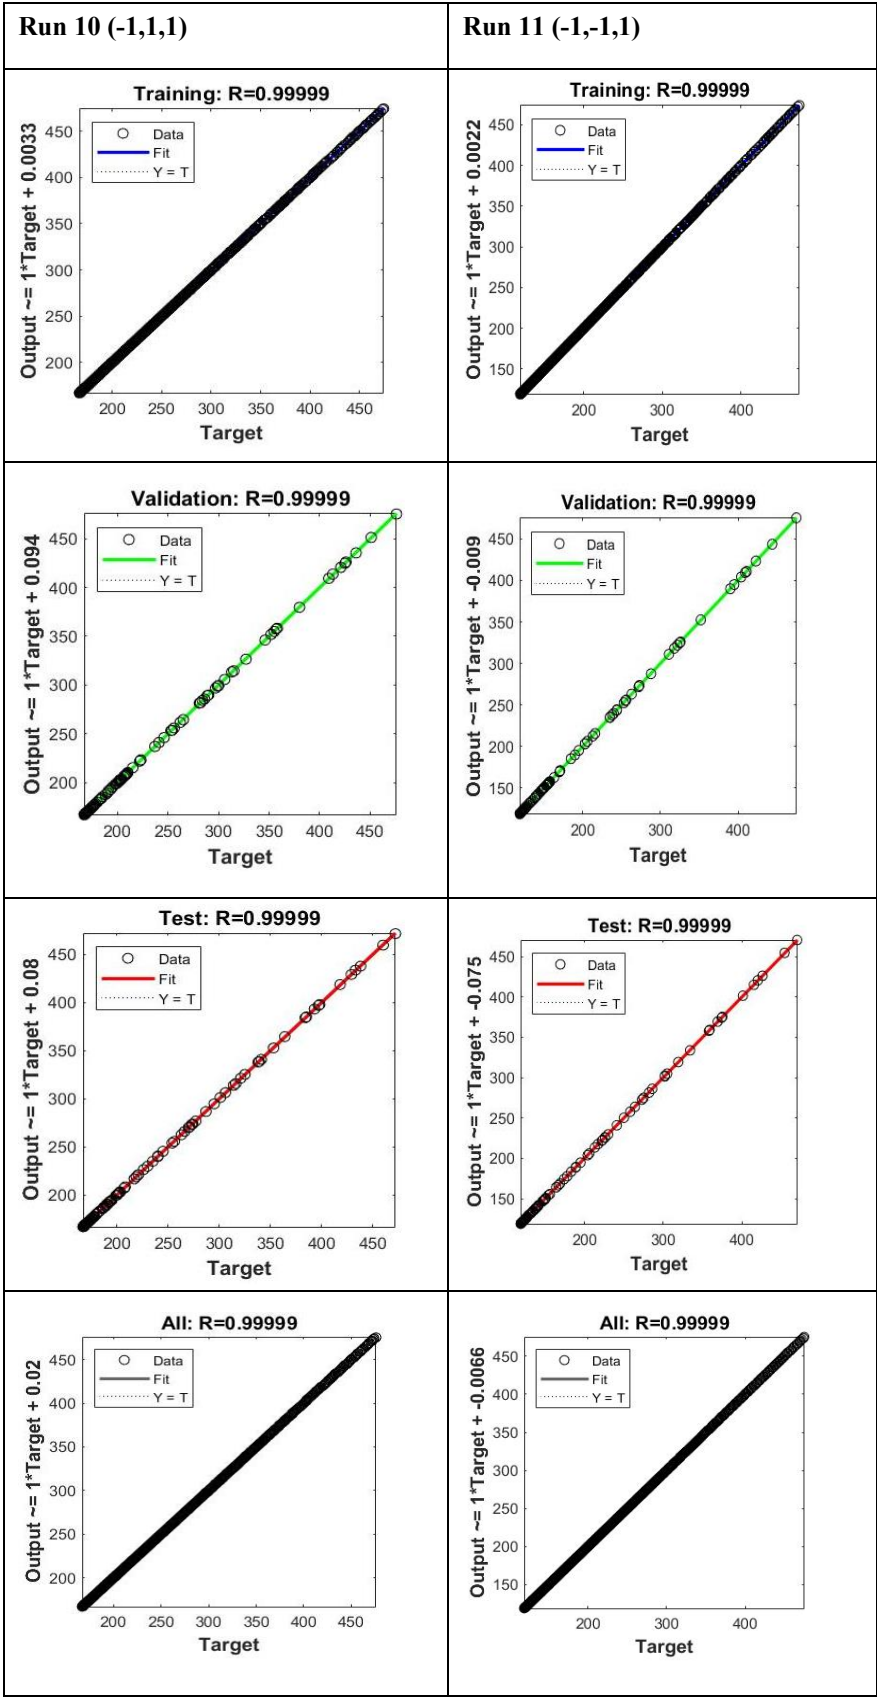 Run 10 (-1,1,1)
Run 11 (-1,-1,1)
Training: R=0.99999
Output ~= 1*Target + 0.0033
450
400
350
300
250
200
Data
Fit
Y = T
200 250 300 350 400 450
Target
Training: R=0.99999
Output ~= 1*Target + 0.0022
450
400
350
300
250
200
150
Data
Fit
Y = T
200 300 400
Target
Validation: R=0.99999
Output ~= 1*Target + 0.094
450
400
350
300
250
200
Data
Fit
Y = T
200 250 300 350 400 450
Target
Validation: R=0.99999
Output ~= 1*Target + -0.009
450
400
350
300
250
200
150
Data
Fit
Y = T
200 300 400
Target
Test: R=0.99999
Output ~= 1*Target + 0.08
450
400
350
300
250
200
Data
Fit
Y = T
200 250 300 350 400 450
Target
Test: R=0.99999
Output ~= 1*Target + -0.075
450
400
350
300
250
200
150
Data
Fit
Y = T
200 400
Target
All: R=0.99999
Output ~= 1*Target + 0.02
450
400
350
300
250
200
Data
Fit
Y = T
200 250 300 350 400 450
Target
All: R=0.99999
Output ~= 1*Target + -0.0066
450
400
350
300
250
200
150
Data
Fit
Y = T
200 400
Target